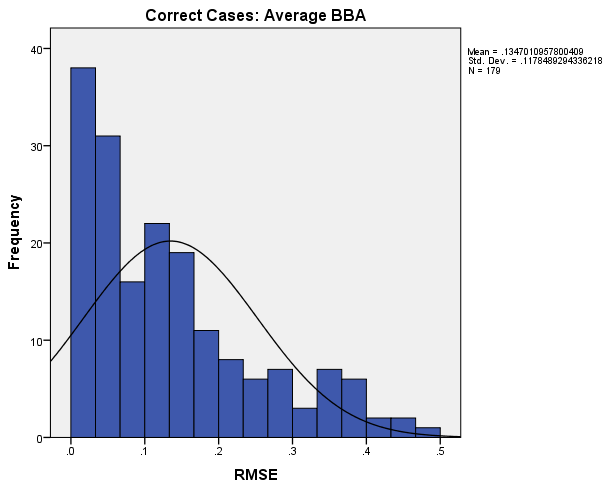 Correct Cases: Average BBA
Mean = .1347010957800409
Std. Dev. = .1178489294336218
N = 179
Frequency
40
30
20
10
0
.0 .1 .2 .3 .4 .5
RMSE